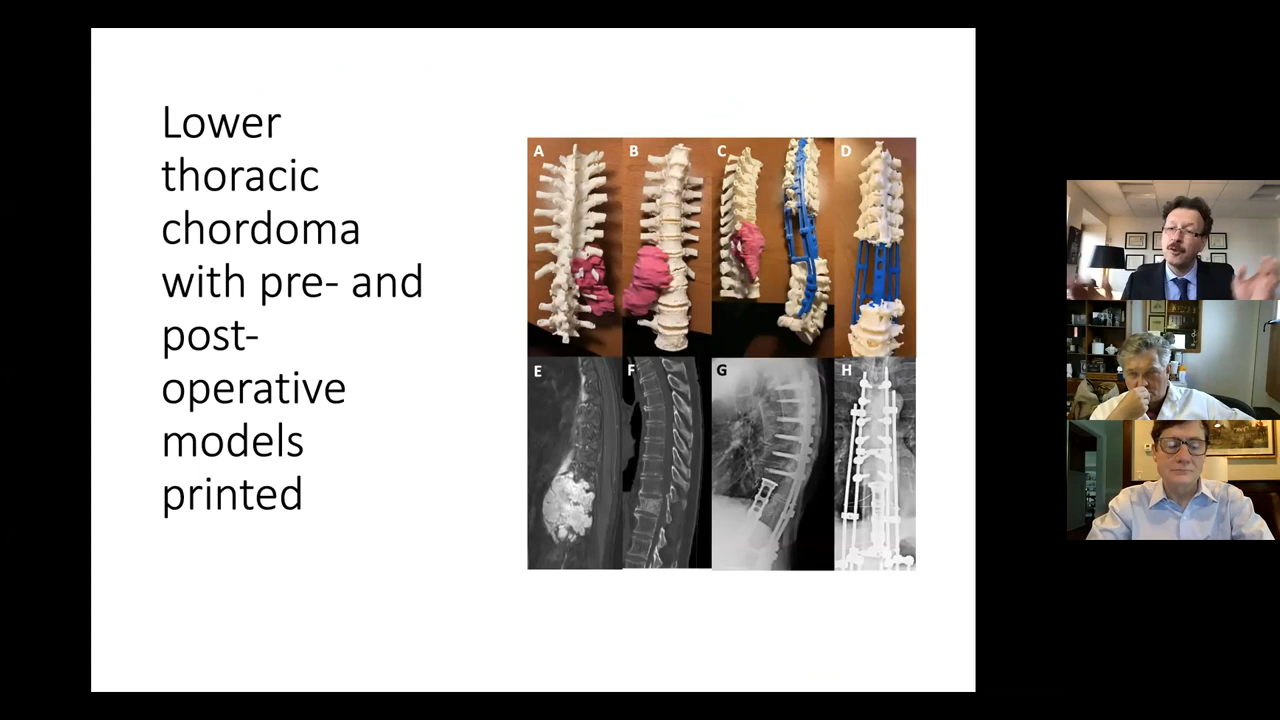 Lower
thoracic
chordoma
with pre- and
post-
operative
models
printed
A B C D
E F G H